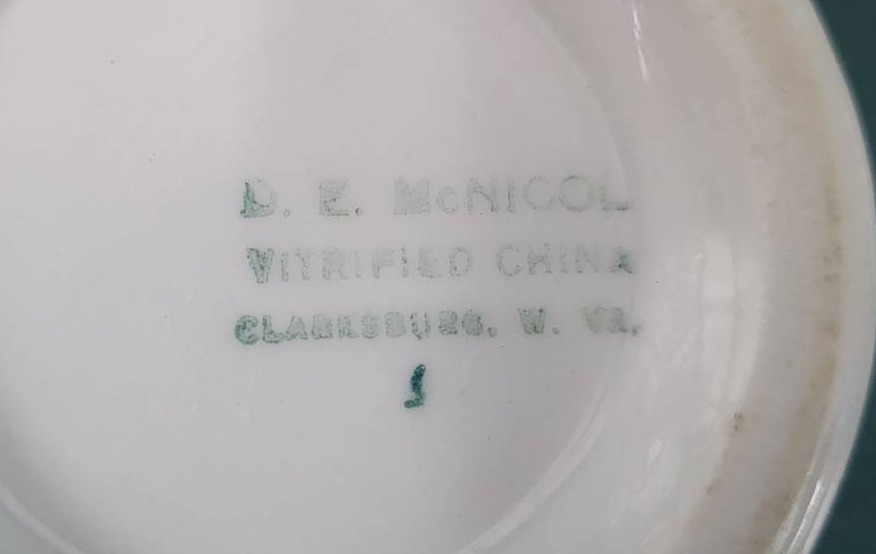 D. E. McNICOL
VITRIFIED CHINA
CLARKSBURG, W. VA.